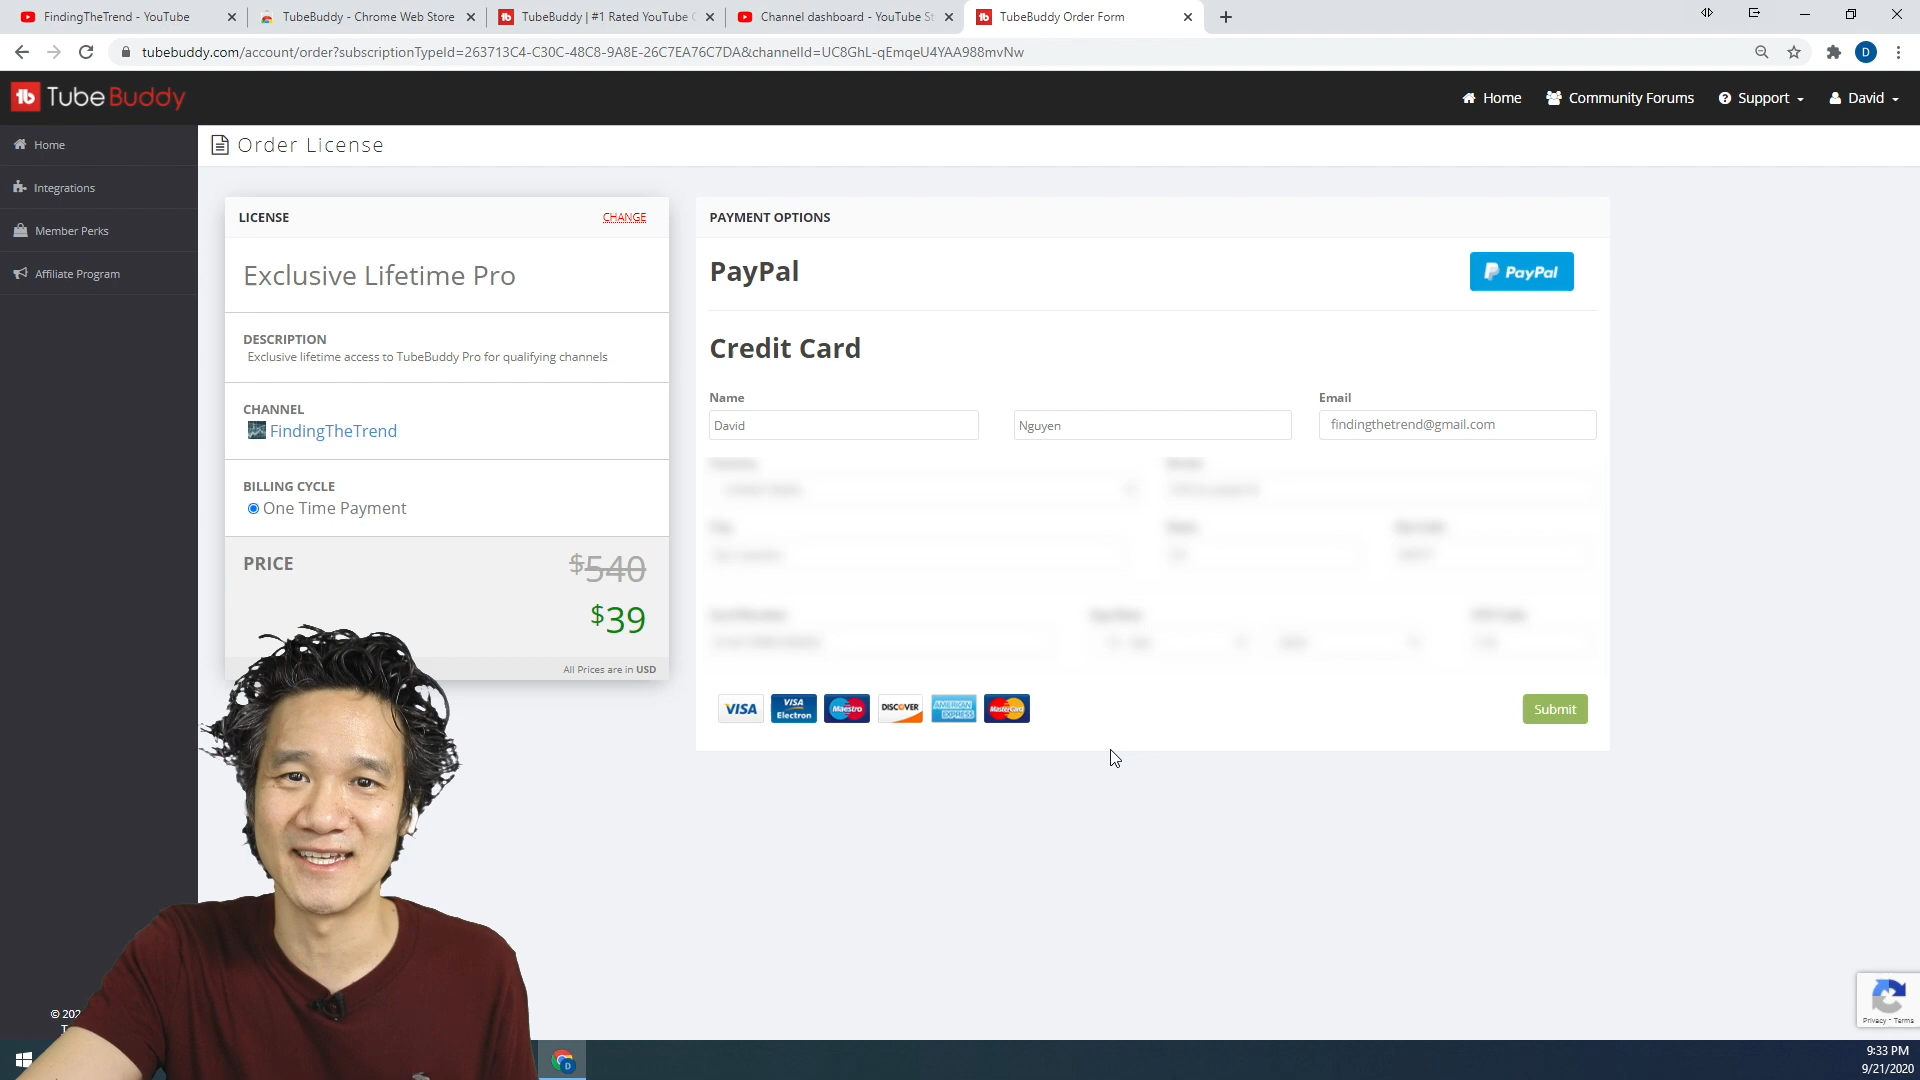 FindingTheTrend - YouTube
TubeBuddy - Chrome Web Store
TubeBuddy | #1 Rated YouTube
Channel dashboard - YouTube St
TubeBuddy Order Form
tubebuddy.com/account/order?subscriptionTypeId=263713C4-C30C-48C8-9A8E-26C7EA76C7DA&channelId=UC8GhL-qEmqeU4YAA988mvNw
D
tb TubeBuddy
Home
Community Forums
Support
David
Home
Integrations
Member Perks
Affiliate Program
Order License
LICENSE
CHANGE
Exclusive Lifetime Pro
DESCRIPTION
Exclusive lifetime access to TubeBuddy Pro for qualifying channels
CHANNEL
FindingTheTrend
BILLING CYCLE
One Time Payment
PRICE
$540
$39
All Prices are in USD
PAYMENT OPTIONS
PayPal
PayPal
Credit Card
Name
Email
David
Nguyen
findingthetrend@gmail.com
VISA
VISA Electron
Maestro
DISCOVER
AMERICAN EXPRESS
MasterCard
Submit
Privacy - Terms
© 202
T
D
9:33 PM
9/21/2020